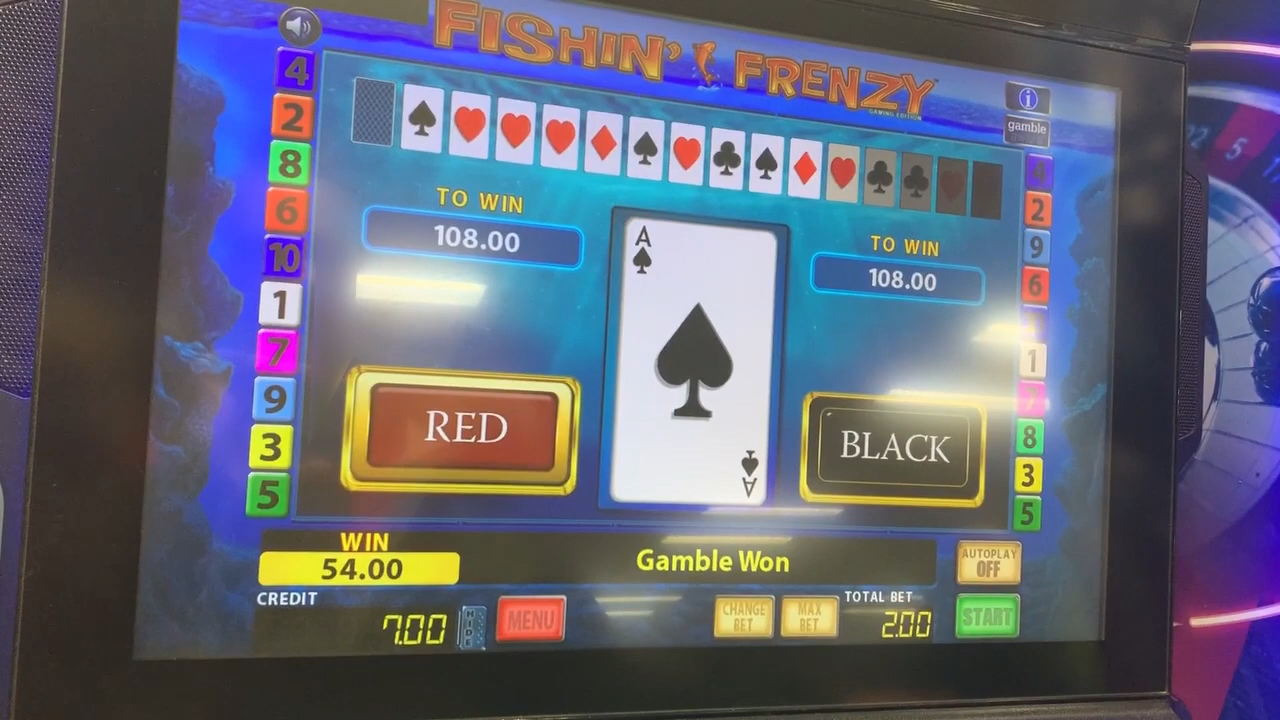 FISHIN' FRENZY
GAMING EDITION
gamble
4
2
8
6
10
1
7
9
3
5
TO WIN
108.00
RED
A
A
TO WIN
108.00
BLACK
4
2
9
6
1
7
8
3
5
WIN
54.00
Gamble Won
AUTOPLAY
OFF
CREDIT
7.00
HIDE
MENU
CHANGE
BET
MAX
BET
TOTAL BET
2.00
START
5